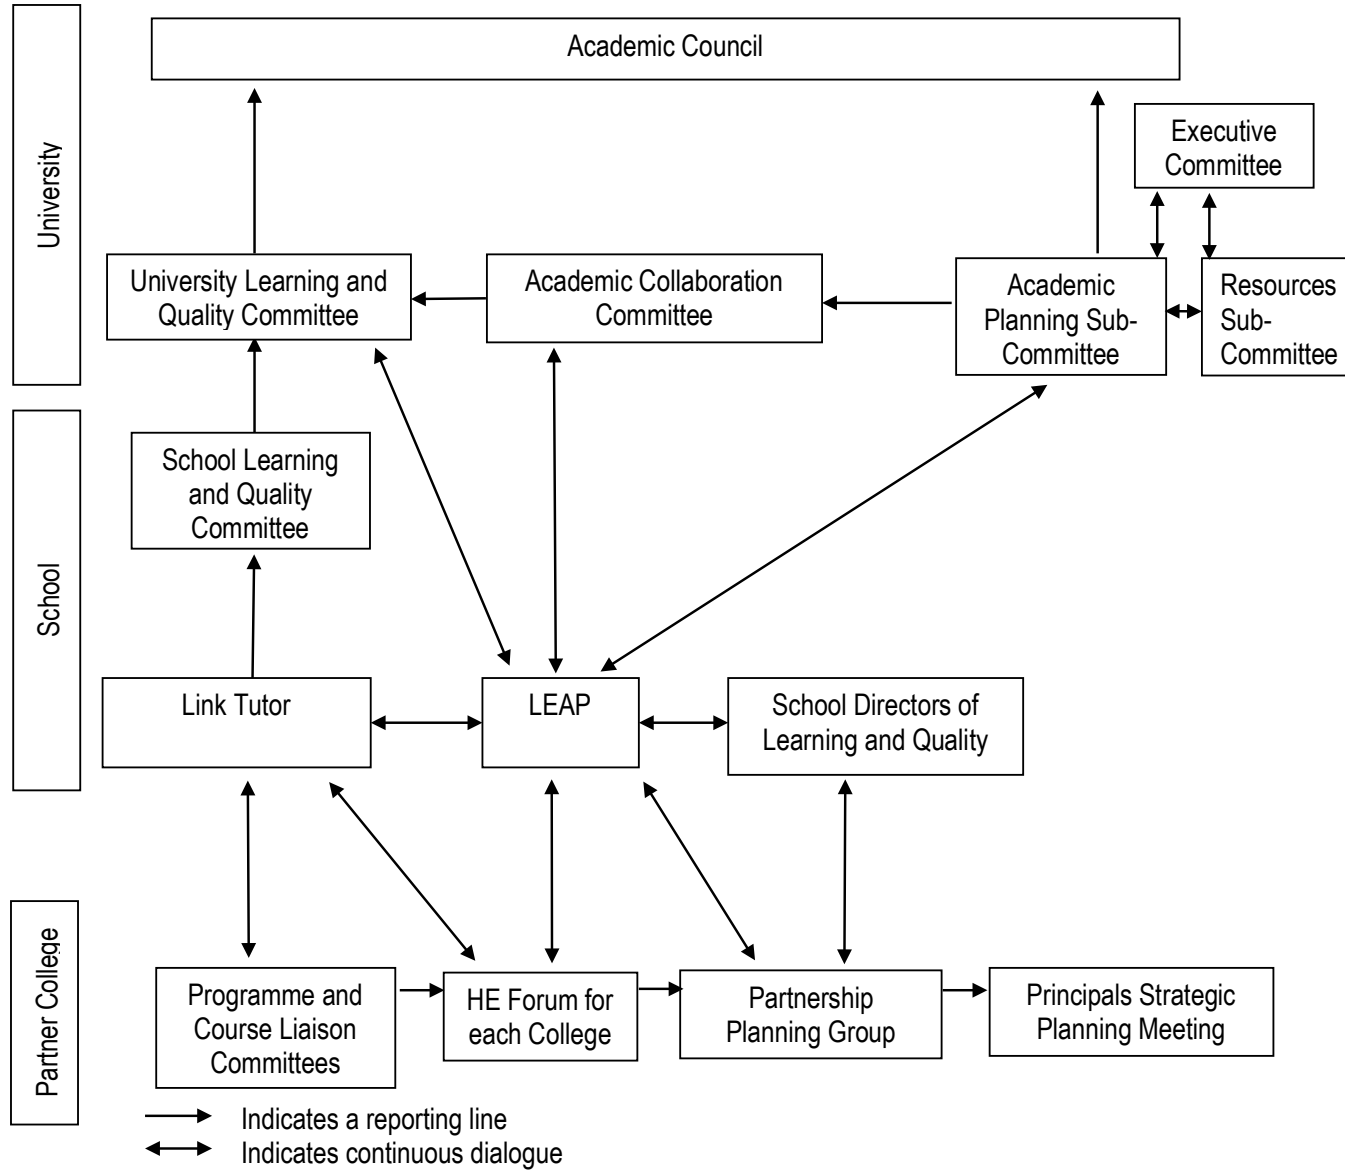 University
Academic Council
Executive
Committee
University Learning and
Quality Committee
Academic Collaboration
Committee
Academic
Planning Sub-
Committee
Resources
Sub-
Committee
School
School Learning
and Quality
Committee
Link Tutor
LEAP
School Directors of
Learning and Quality
Partner College
Programme and
Course Liaison
Committees
HE Forum for
each College
Partnership
Planning Group
Principals Strategic
Planning Meeting
Indicates a reporting line
Indicates continuous dialogue